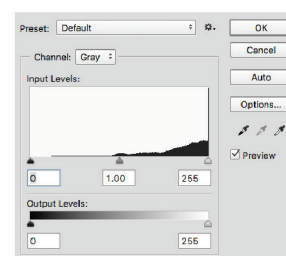 Preset: Default
OK
Channel: Gray
Cancel
Input Levels:
Auto
Options...
Preview
0 1.00 255
Output Levels:
0 255